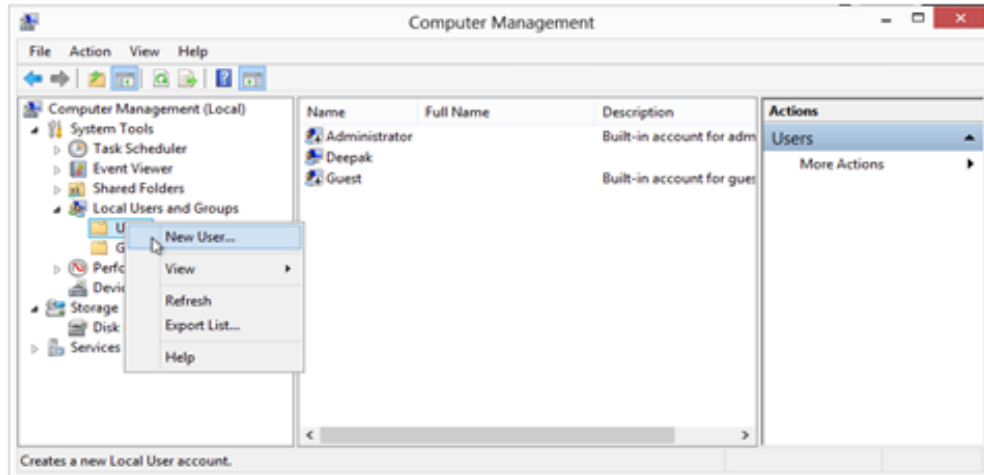 Computer Management
File Action View Help
Computer Management (Local)
System Tools
Task Scheduler
Event Viewer
Shared Folders
Local Users and Groups
U
G
Perfo
Devic
Storage
Disk
Services
New User...
View
Refresh
Export List...
Help
Name Full Name Description
Administrator Built-in account for adm
Deepak
Guest Built-in account for gues
Actions
Users
More Actions
Creates a new Local User account.